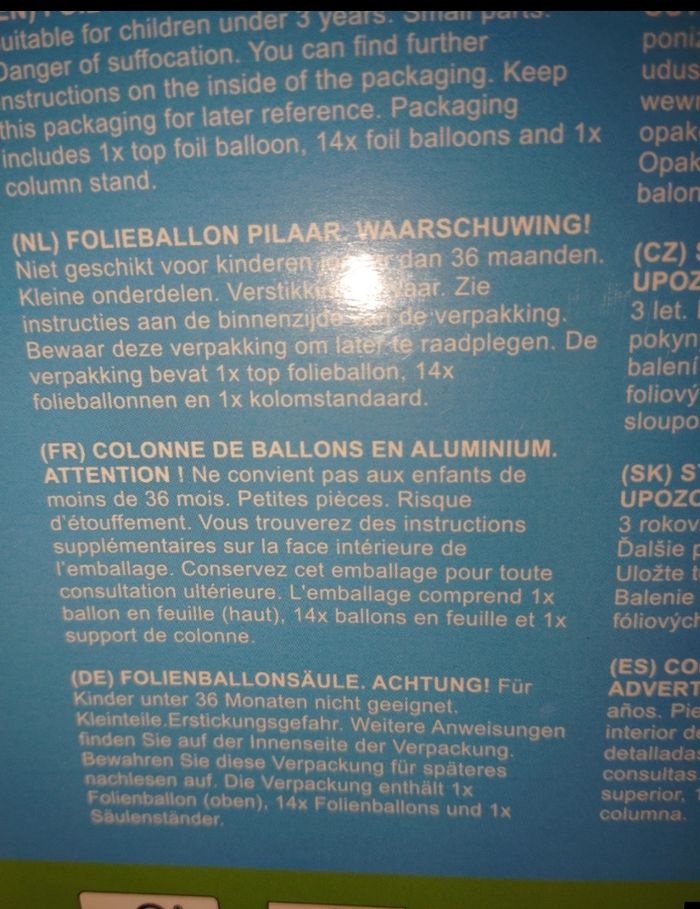 suitable for children under 3 years. Small parts.
Danger of suffocation. You can find further
instructions on the inside of the packaging. Keep
this packaging for later reference. Packaging
includes 1x top foil balloon, 14x foil balloons and 1x
column stand.
(NL) FOLIEBALLON PILAAR. WAARSCHUWING!
Niet geschikt voor kinderen dan 36 maanden.
Kleine onderdelen. Zie
instructies aan de binnenzijde van de verpakking.
Bewaar deze verpakking om later te raadplegen. De
verpakking bevat 1x top folieballon, 14x
folieballonnen en 1x kolomstandaard.
(FR) COLONNE DE BALLONS EN ALUMINIUM.
ATTENTION ! Ne convient pas aux enfants de
moins de 36 mois. Petites pièces. Risque
d'étouffement. Vous trouverez des instructions
supplémentaires sur la face intérieure de
l'emballage. Conservez cet emballage pour toute
consultation ultérieure. L'emballage comprend 1x
ballon en feuille (haut), 14x ballons en feuille et 1x
support de colonne.
(DE) FOLIENBALLONSÄULE. ACHTUNG! Für
Kinder unter 36 Monaten nicht geeignet.
Kleinteile.Erstickungsgefahr. Weitere Anweisungen
finden Sie auf der Innenseite der Verpackung.
Bewahren Sie diese Verpackung für späteres
nachlesen auf. Die Verpackung enthält 1x
Folienballon (oben), 14x Folienballons und 1x
Säulenständer.
poni
udus
wew
opak
Opak
balon
(CZ) S
UPOZ
3 let.
pokyn
balení
foliový
sloupo
(SK) S
UPOZO
3 rokov
Ďalšie
Uložte t
Balenie
fóliových
(ES) CO
ADVERT
años. Pie
interior de
detalladas
consultas
superior, 1
columna.